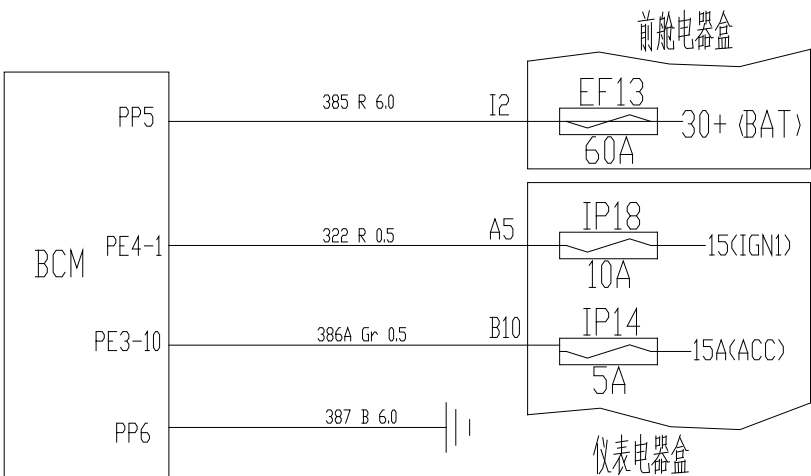 前舱电器盒
EF13
PP5 385 R 6.0 I2 30+ (BAT)
60A
IP18
PE4-1 322 R 0.5 A5 15(IGN1)
BCM
10A
IP14
PE3-10 386A Gr 0.5 B10 15A(ACC)
5A
PP6 387 B 6.0
仪表电器盒